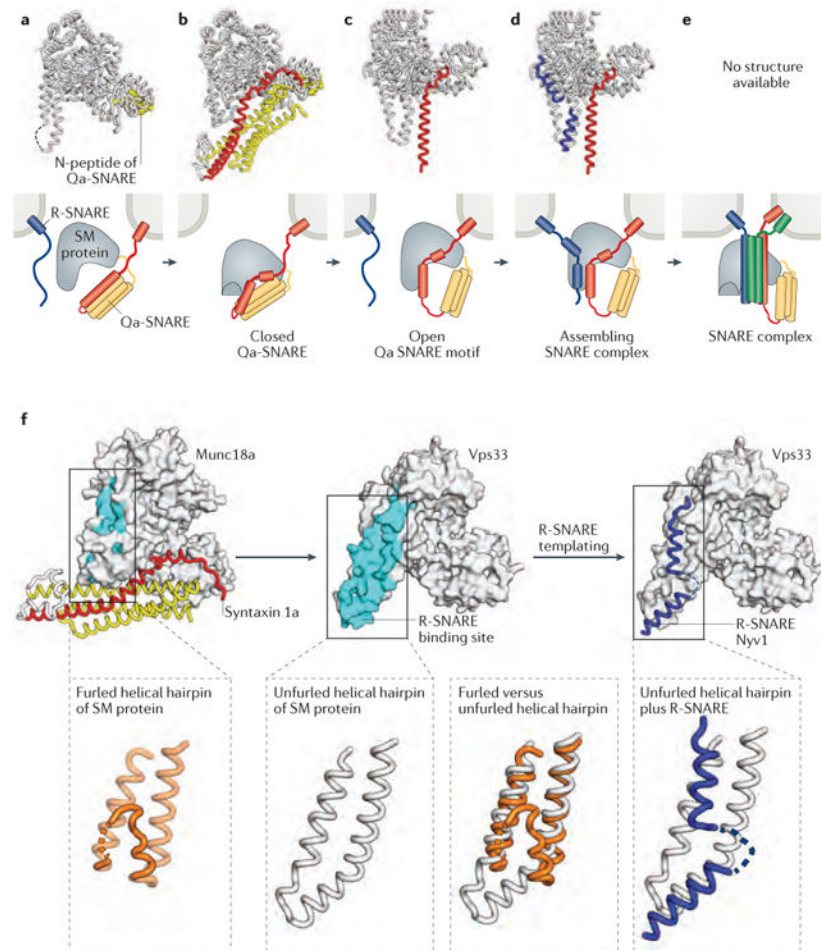 a
b
c
d
e
No structure
available
N-peptide of
Qa-SNARE
R-SNARE
SM
protein
Qa-SNARE
Closed
Qa-SNARE
Open
Qa SNARE motif
Assembling
SNARE complex
SNARE complex
f
Munc18a
Syntaxin 1a
Vps33
R-SNARE
binding site
R-SNARE
templating
Vps33
R-SNARE
Nyv1
Furled helical hairpin
of SM protein
Unfurled helical hairpin
of SM protein
Furled versus
unfurled helical hairpin
Unfurled helical hairpin
plus R-SNARE